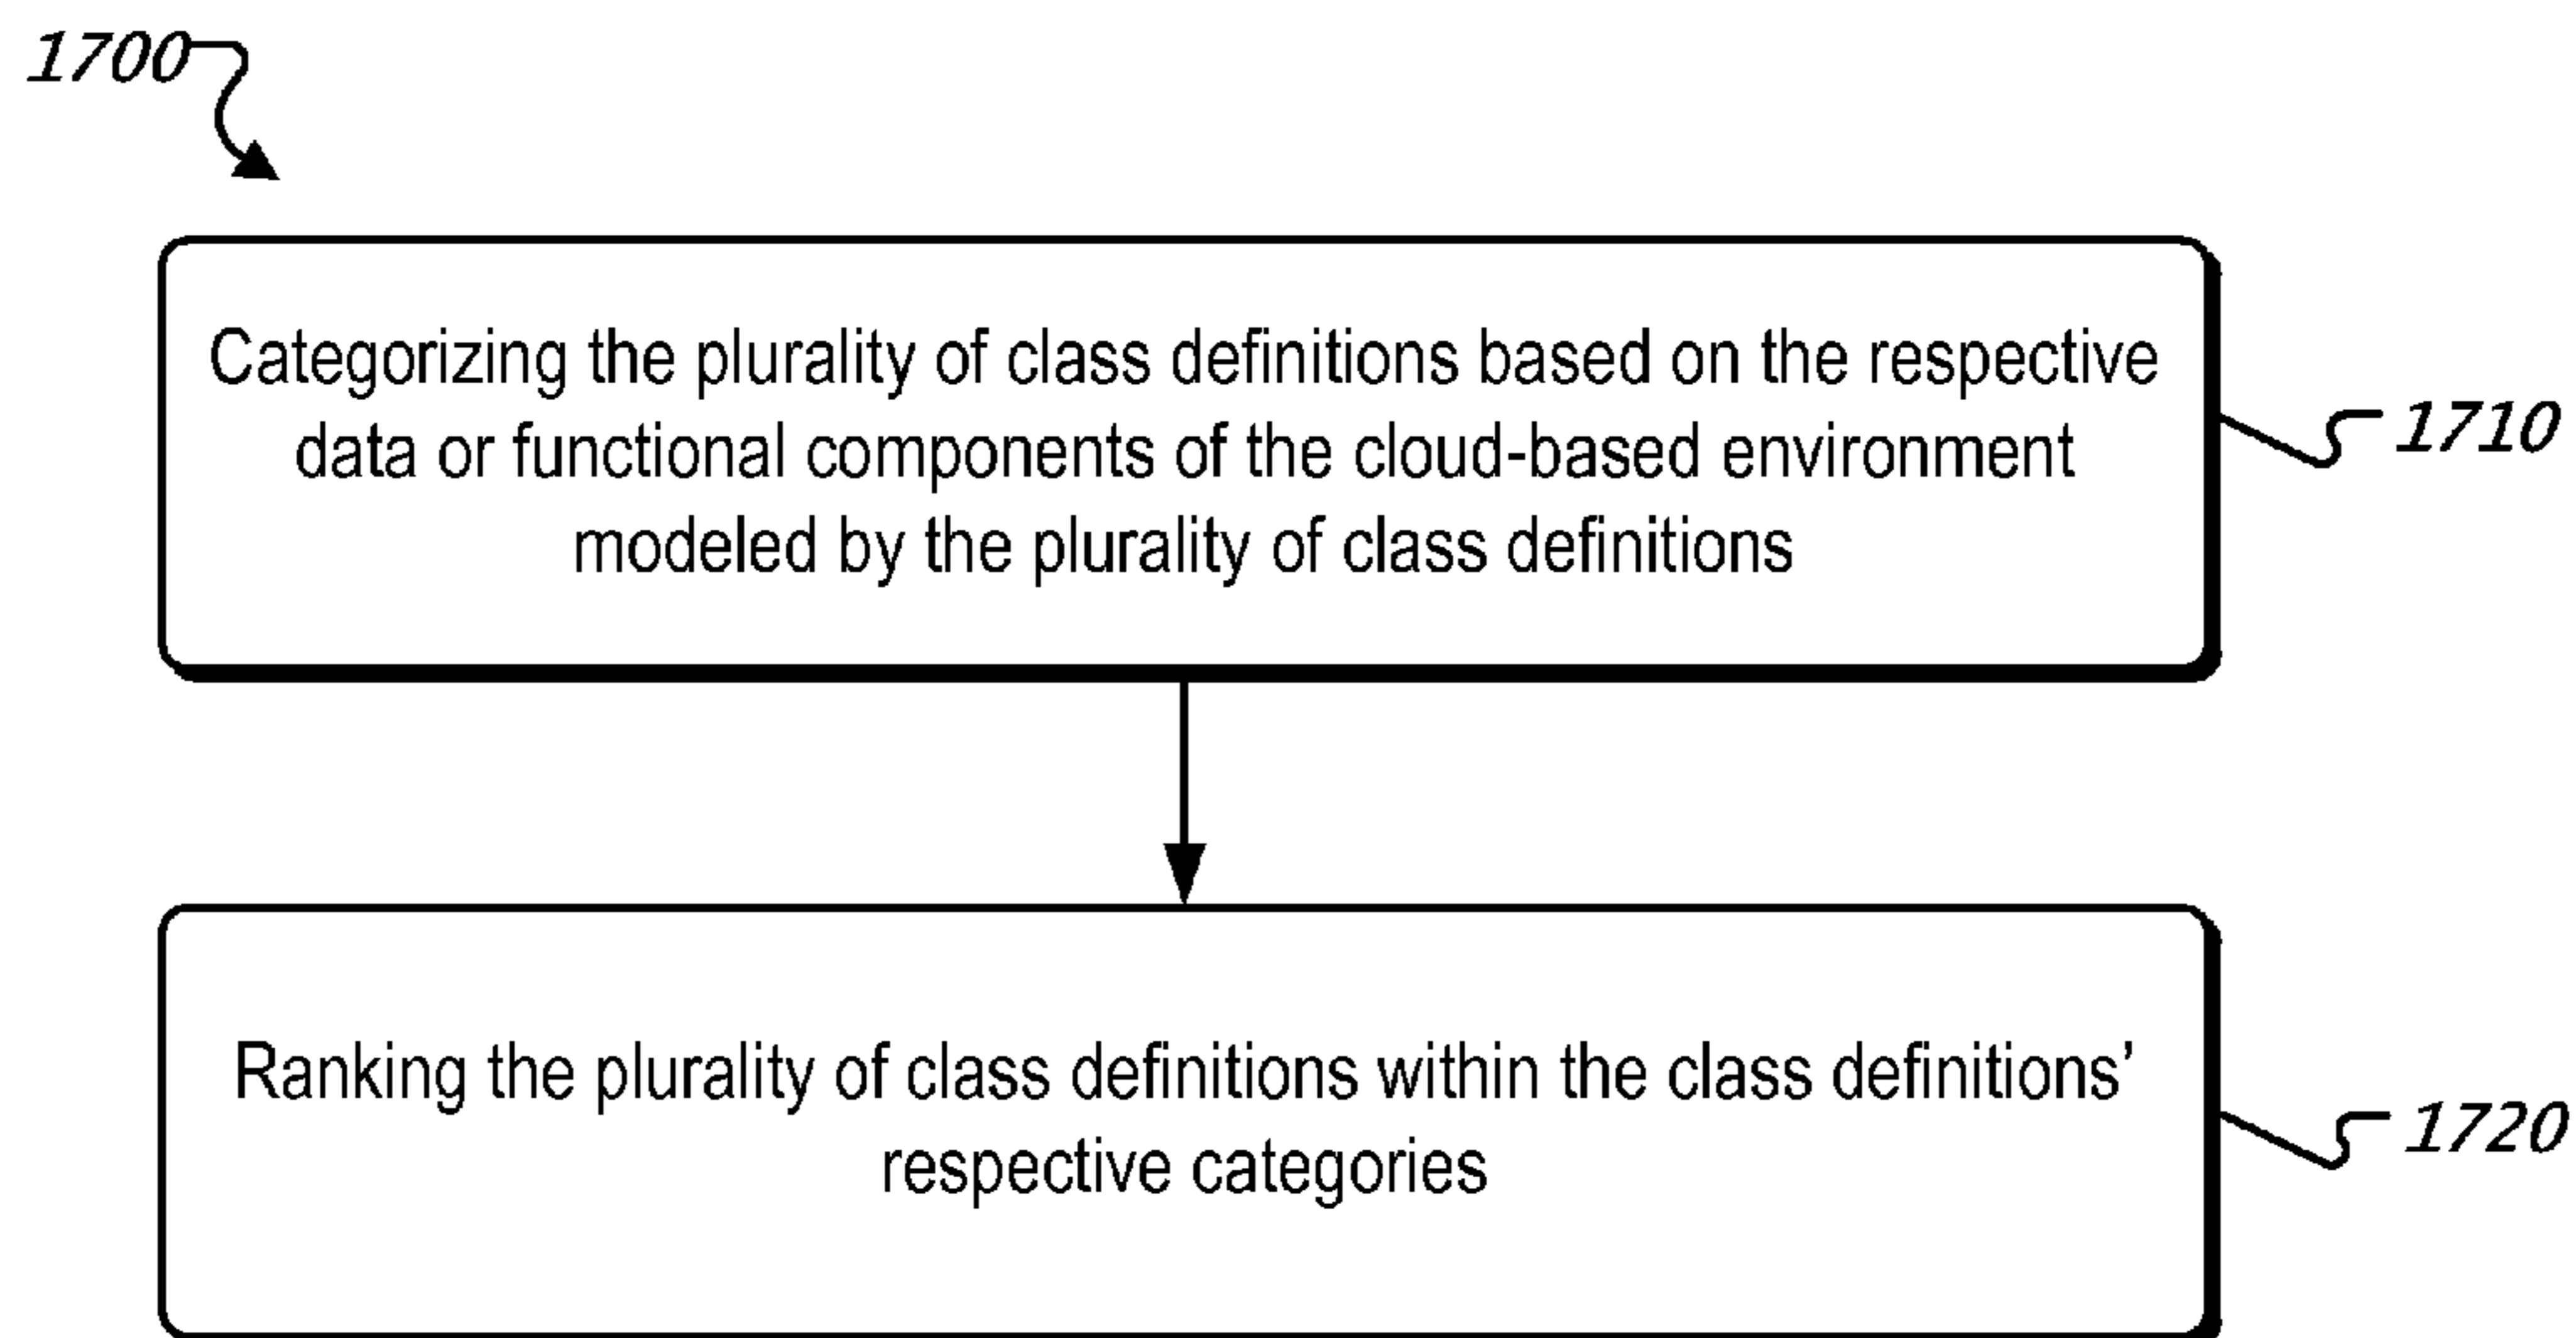 1700
Categorizing the plurality of class definitions based on the respective
data or functional components of the cloud-based environment
modeled by the plurality of class definitions
1710
Ranking the plurality of class definitions within the class definitions’
respective categories
1720